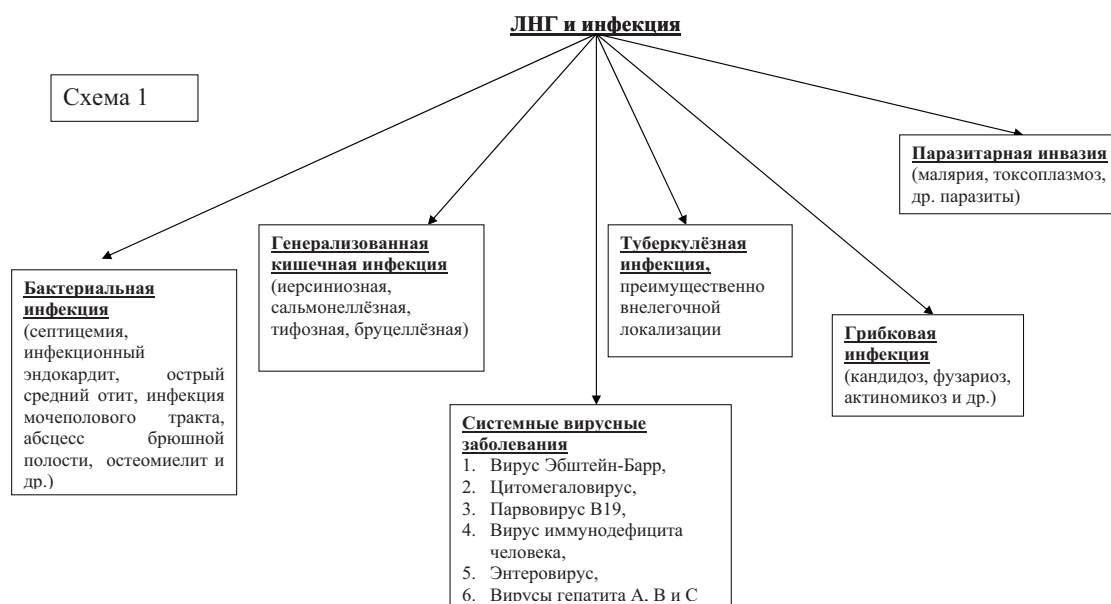 ЛНГ и инфекция
Схема 1
Паразитарная инвазия
(малярия, токсоплазмоз,
др. паразиты)
Генерализованная
кишечная инфекция
(иерсиниозная,
сальмонеллёзная,
тифозная, бруцеллёзная)
Туберкулёзная
инфекция,
преимущественно
внелегочной
локализации
Бактериальная
инфекция
(септицемия,
инфекционный
эндокардит, острый
средний отит, инфекция
мочеполового тракта,
абсцесс брюшной
полости, остеомиелит и
др.)
Грибковая
инфекция
(кандидоз, фузариоз,
актиномикоз и др.)
Системные вирусные
заболевания
1. Вирус Эбштейн-Барр,
2. Цитомегаловирус,
3. Парвовирус В19,
4. Вирус иммунодефицита
человека,
5. Энтеровирус,
6. Вирусы гепатита А, В и С